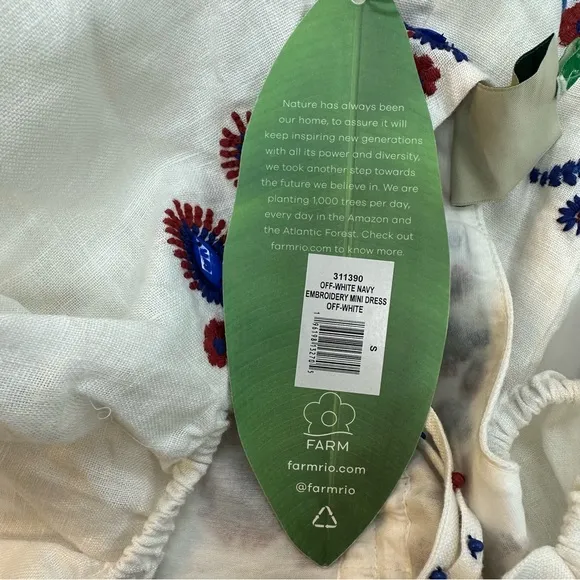 Nature has always been
our home, to assure it will
keep inspiring new generations
with all its power and diversity,
we took another step towards
the future we believe in. We are
planting 1,000 trees per day,
every day in the Amazon and
the Atlantic Forest. Check out
farmrio.com to know more.
311390
OFF-WHITE NAVY
EMBROIDERY MINI DRESS
OFF-WHITE
S
FARM
farmrio.com
@farmrio